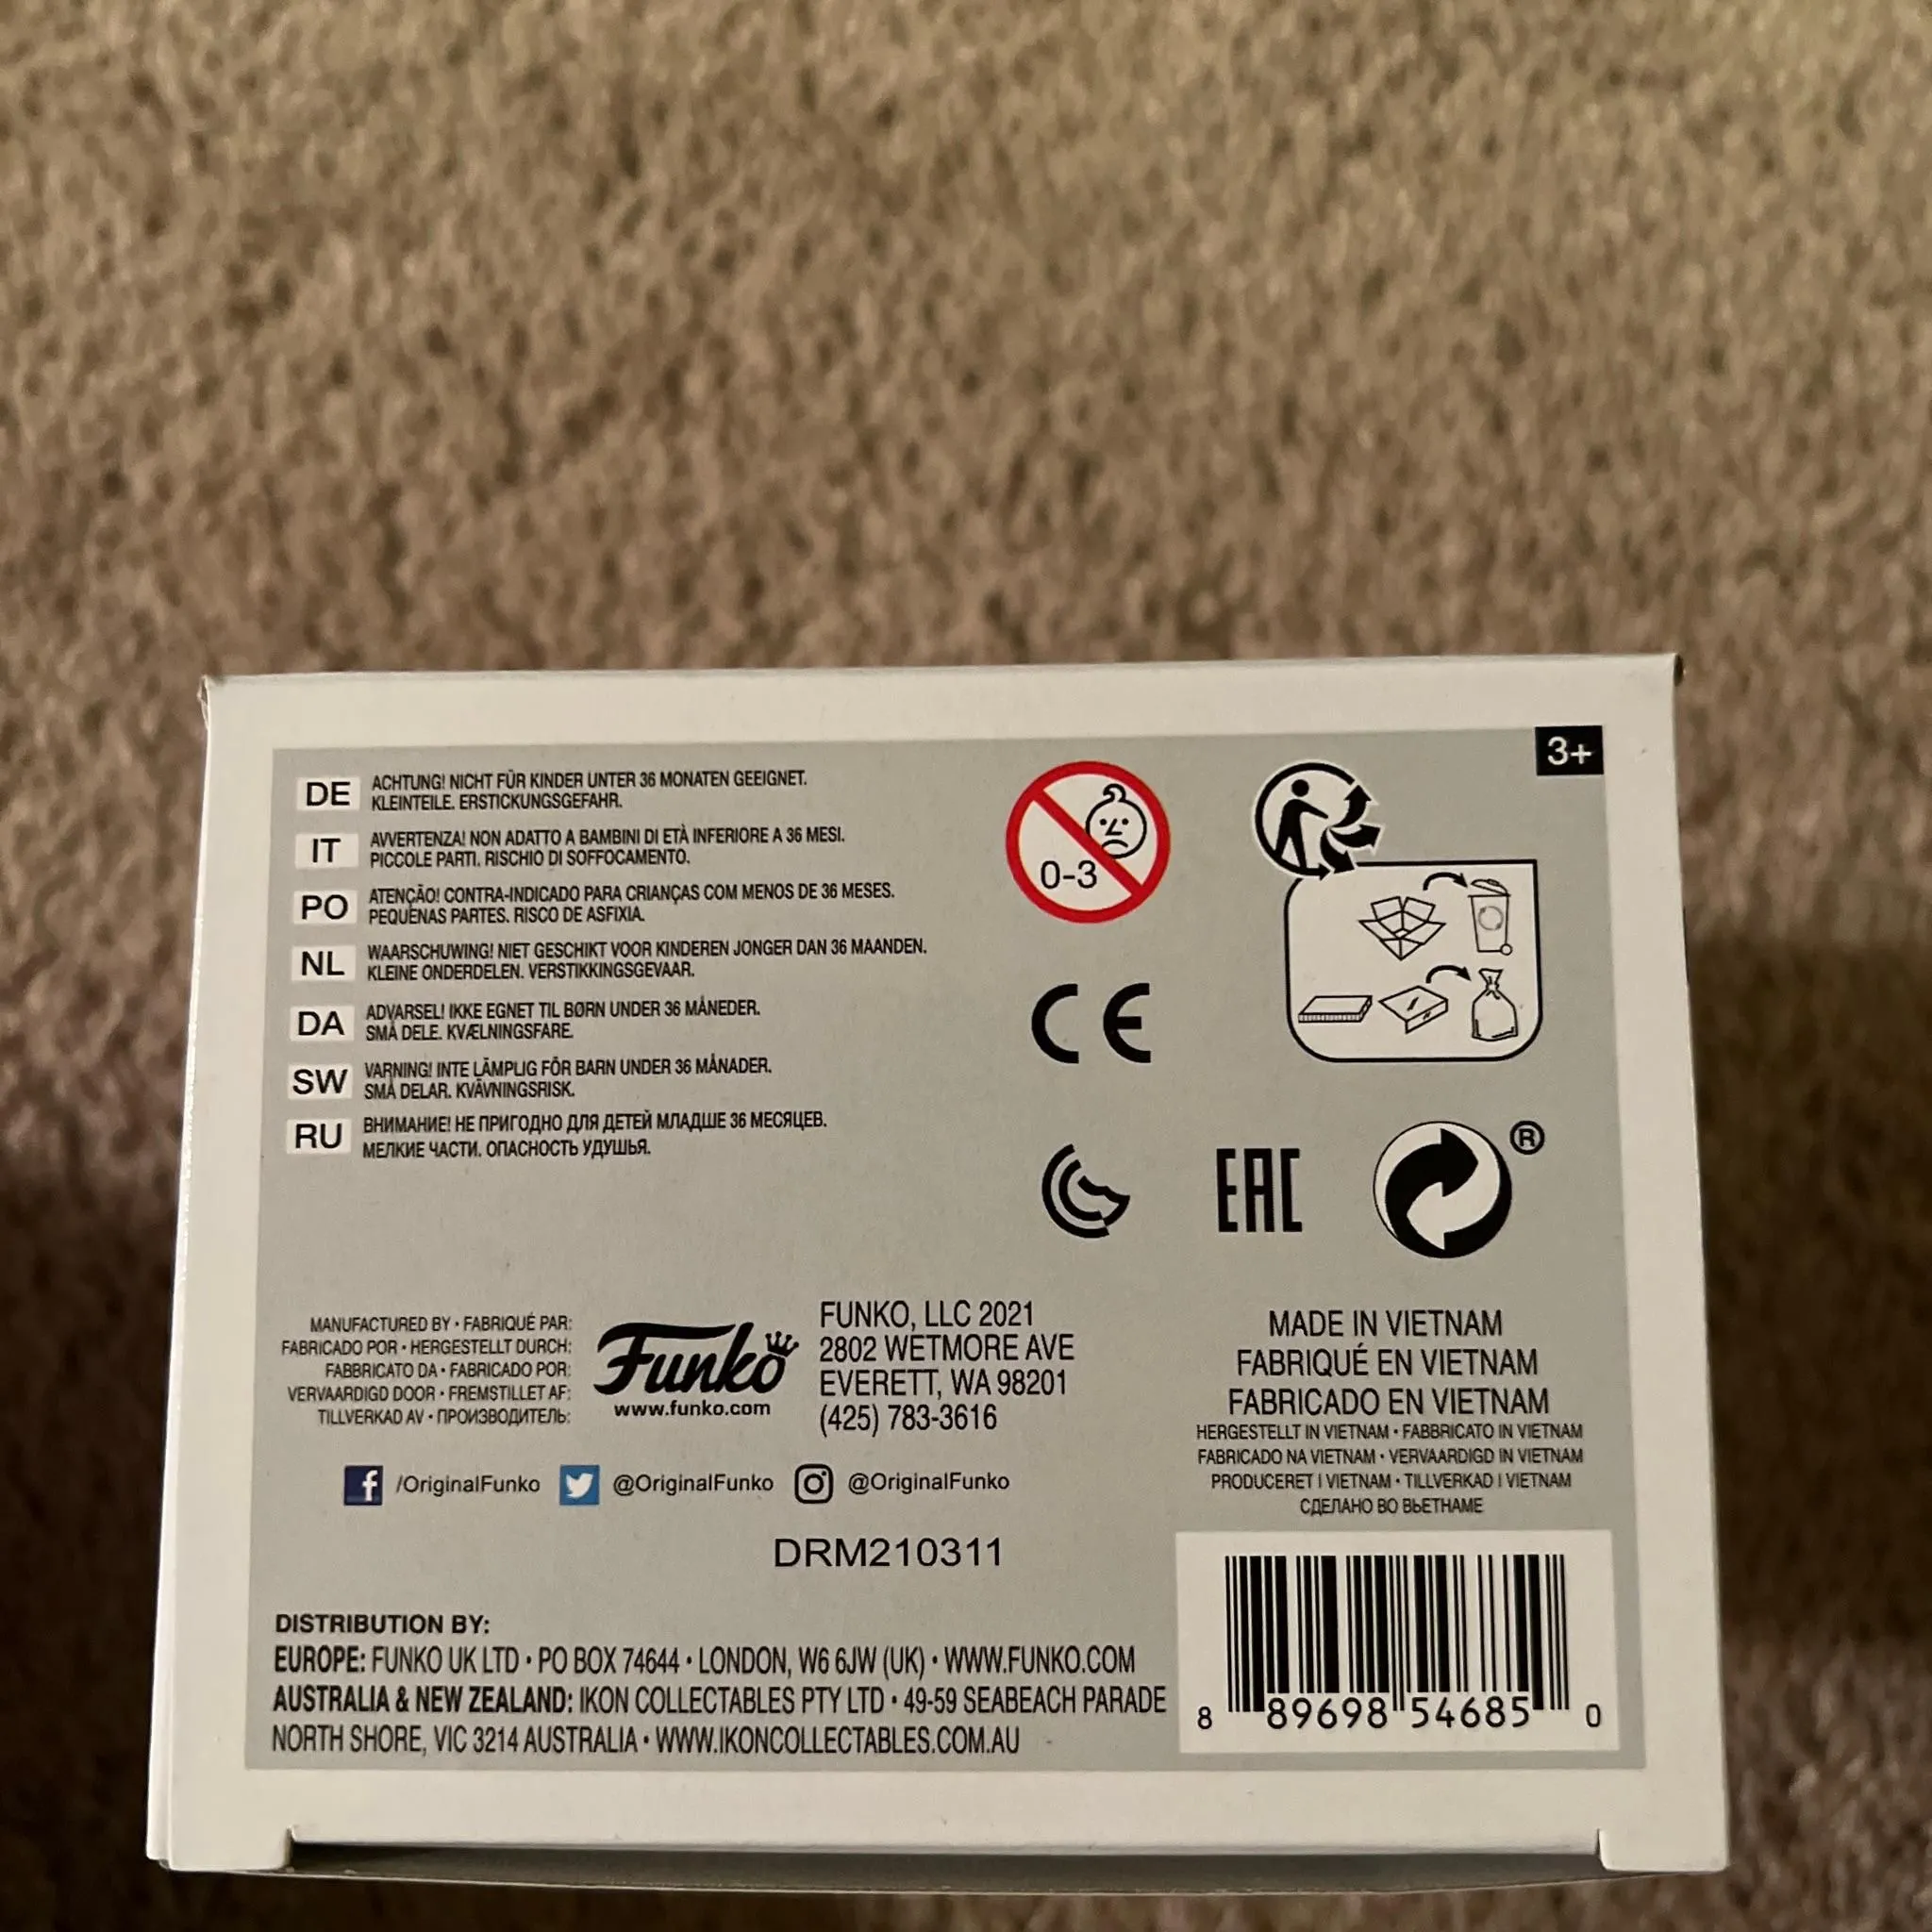 3+
DE
ACHTUNG! NICHT FÜR KINDER UNTER 36 MONATEN GEEIGNET.
KLEINTEILE. ERSTICKUNGSGEFAHR.
IT
AVVERTENZA! NON ADATTO A BAMBINI DI ETÀ INFERIORE A 36 MESI.
PICCOLE PARTI. RISCHIO DI SOFFOCAMENTO.
PO
ATENÇÃO! CONTRA-INDICADO PARA CRIANÇAS COM MENOS DE 36 MESES.
PEQUENAS PARTES. RISCO DE ASFIXIA.
NL
WAARSCHUWING! NIET GESCHIKT VOOR KINDEREN JONGER DAN 36 MAANDEN.
KLEINE ONDERDELEN. VERSTIKKINGSGEVAAR.
DA
ADVARSEL! IKKE EGNET TIL BØRN UNDER 36 MÅNEDER.
SMÅ DELE. KVÆLNINGSFARE.
SW
VARNING! INTE LÄMPLIG FÖR BARN UNDER 36 MÅNADER.
SMÅ DELAR. KVÄVNINGSRISK.
RU
ВНИМАНИЕ! НЕ ПРИГОДНО ДЛЯ ДЕТЕЙ МЛАДШЕ 36 МЕСЯЦЕВ.
МЕЛКИЕ ЧАСТИ. ОПАСНОСТЬ УДУШЬЯ.
0-3
CE
EAC
®
MANUFACTURED BY • FABRIQUÉ PAR:
FABRICADO POR • HERGESTELLT DURCH:
FABBRICATO DA • FABRICADO POR:
VERVAARDIGD DOOR • FREMSTILLET AF:
TILLVERKAD AV • ПРОИЗВОДИТЕЛЬ:
Funko
www.funko.com
FUNKO, LLC 2021
2802 WETMORE AVE
EVERETT, WA 98201
(425) 783-3616
MADE IN VIETNAM
FABRIQUÉ EN VIETNAM
FABRICADO EN VIETNAM
HERGESTELLT IN VIETNAM • FABBRICATO IN VIETNAM
FABRICADO NA VIETNAM • VERVAARDIGD IN VIETNAM
PRODUCERET I VIETNAM • TILLVERKAD I VIETNAM
СДЕЛАНО ВО ВЬЕТНАМЕ
f /OriginalFunko @OriginalFunko @OriginalFunko
DRM210311
DISTRIBUTION BY:
EUROPE: FUNKO UK LTD • PO BOX 74644 • LONDON, W6 6JW (UK) • WWW.FUNKO.COM
AUSTRALIA & NEW ZEALAND: IKON COLLECTABLES PTY LTD • 49-59 SEABEACH PARADE
NORTH SHORE, VIC 3214 AUSTRALIA • WWW.IKONCOLLECTABLES.COM.AU
8 89698 54685 0